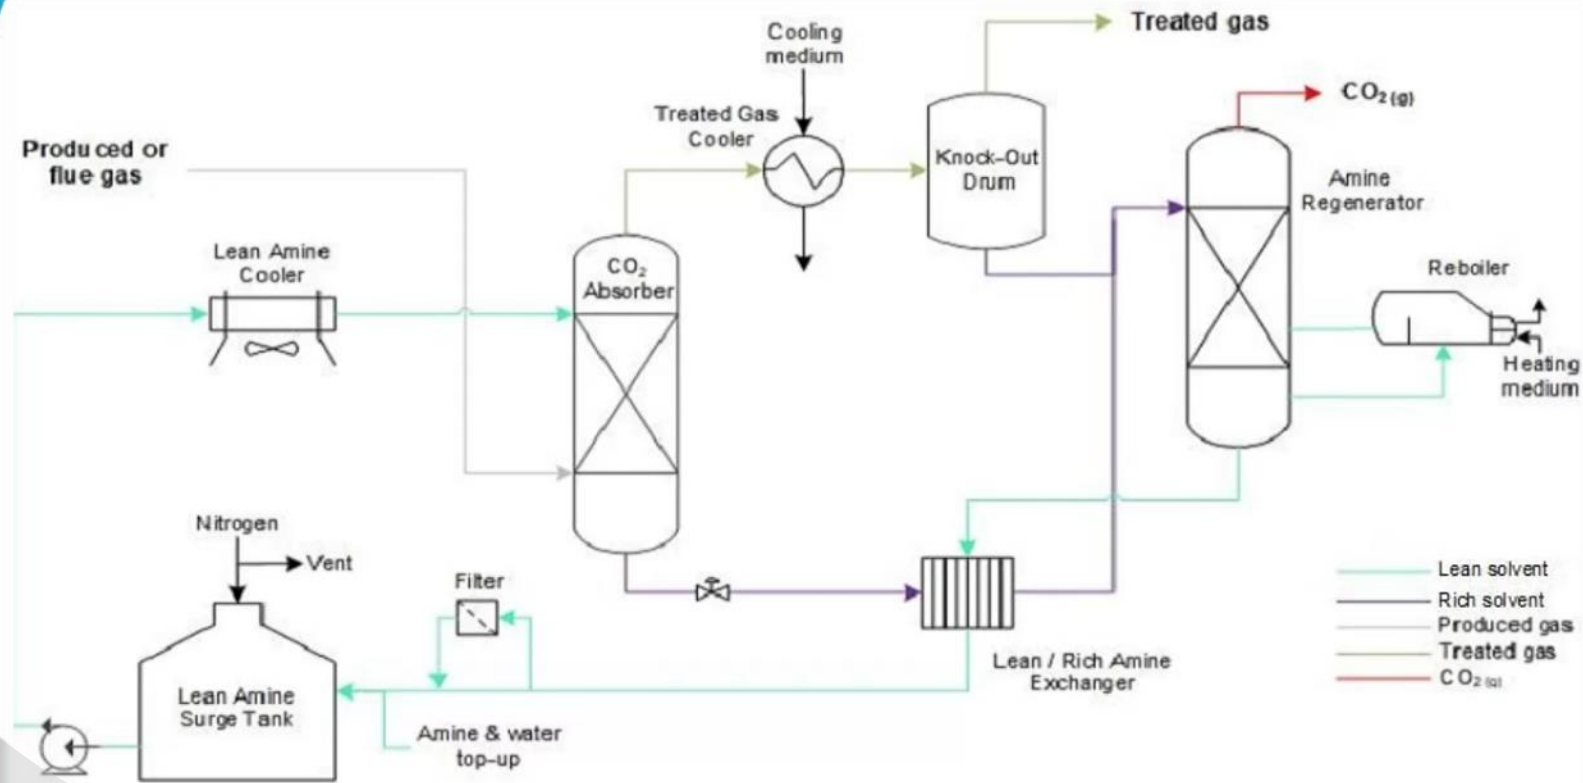 Treated gas
Cooling
medium
CO₂ (g)
Treated Gas
Cooler
Produced or
flue gas
Knock-Out
Drum
Amine
Regenerator
Lean Amine
Cooler
CO₂
Absorber
Reboiler
Heating
medium
Nitrogen
Vent
Filter
Lean solvent
Rich solvent
Produced gas
Treated gas
CO₂ (g)
Lean / Rich Amine
Exchanger
Lean Amine
Surge Tank
Amine & water
top-up